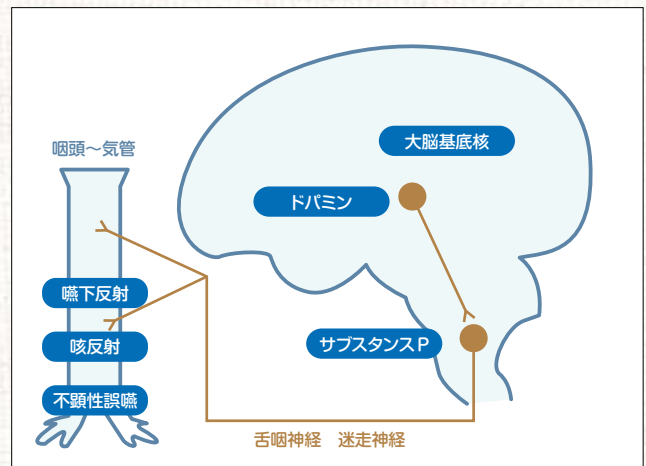 大脳基底核
咽頭～気管
ドパミン
嚥下反射
サブスタンスP
咳反射
不顕性誤嚥
舌咽神経 迷走神経